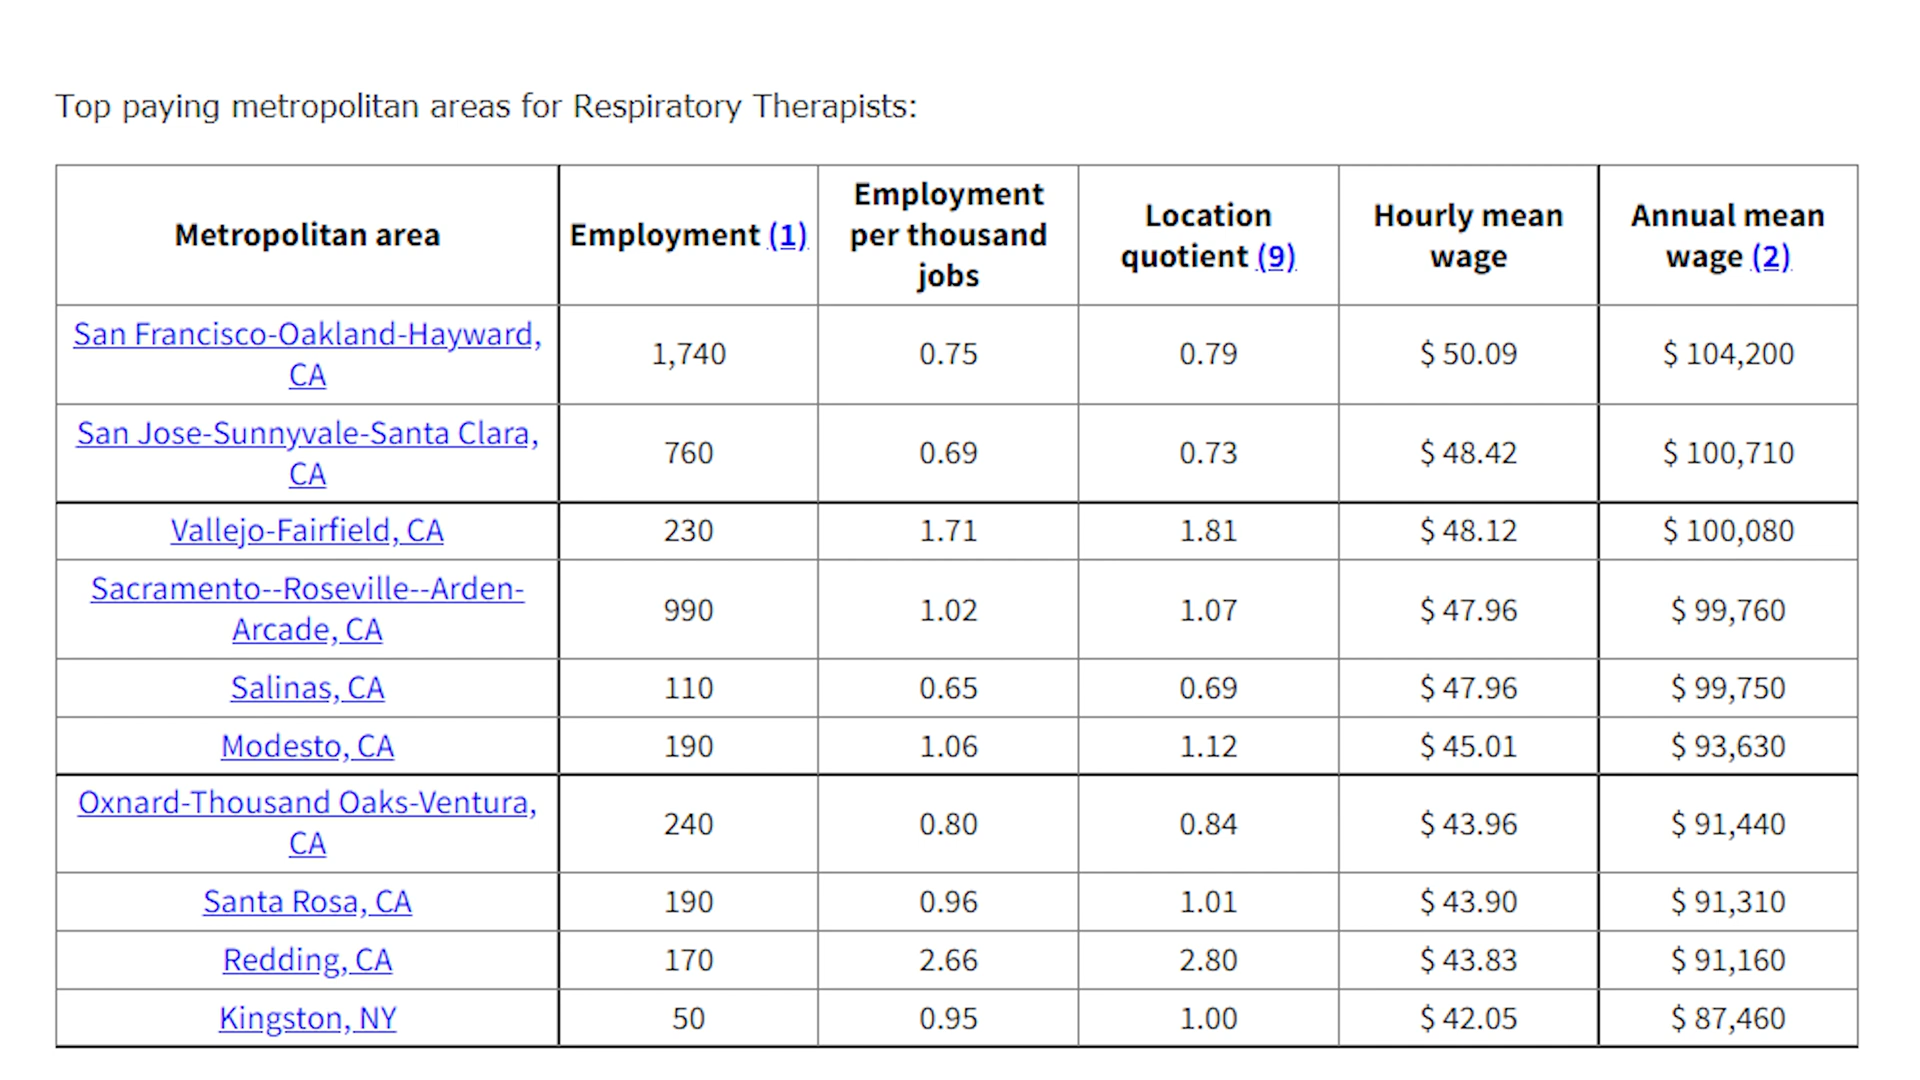 Top paying metropolitan areas for Respiratory Therapists:
Metropolitan area
Employment (1)
Employment
per thousand
jobs
Location
quotient (9)
Hourly mean
wage
Annual mean
wage (2)
San Francisco-Oakland-Hayward,
CA
1,740
0.75
0.79
$ 50.09
$ 104,200
San Jose-Sunnyvale-Santa Clara,
CA
760
0.69
0.73
$ 48.42
$ 100,710
Vallejo-Fairfield, CA
230
1.71
1.81
$ 48.12
$ 100,080
Sacramento--Roseville--Arden-
Arcade, CA
990
1.02
1.07
$ 47.96
$ 99,760
Salinas, CA
110
0.65
0.69
$ 47.96
$ 99,750
Modesto, CA
190
1.06
1.12
$ 45.01
$ 93,630
Oxnard-Thousand Oaks-Ventura,
CA
240
0.80
0.84
$ 43.96
$ 91,440
Santa Rosa, CA
190
0.96
1.01
$ 43.90
$ 91,310
Redding, CA
170
2.66
2.80
$ 43.83
$ 91,160
Kingston, NY
50
0.95
1.00
$ 42.05
$ 87,460